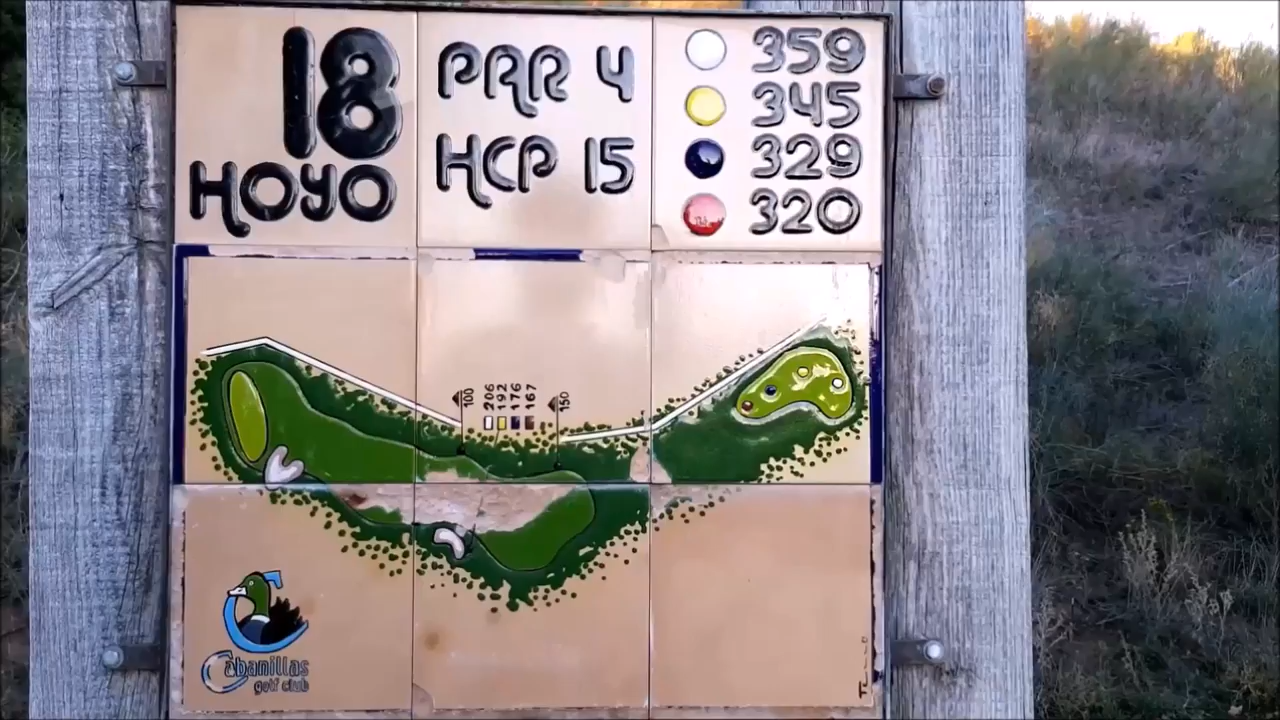 18
HOYO
PAR 4
HCP 15
359
345
329
320
100
206
192
176
167
150
Cabanillas
golf club